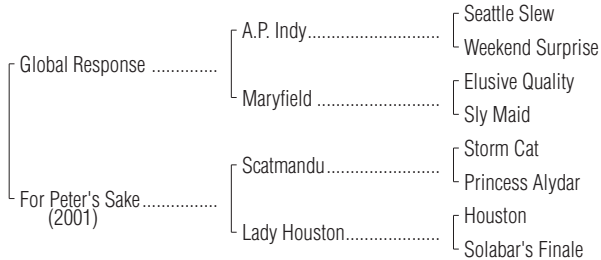 Seattle Slew
A.P. Indy
Weekend Surprise
Global Response
Elusive Quality
Maryfield
Sly Maid
Storm Cat
Scatmandu
Princess Alydar
For Peter's Sake
(2001)
Houston
Lady Houston
Solabar's Finale